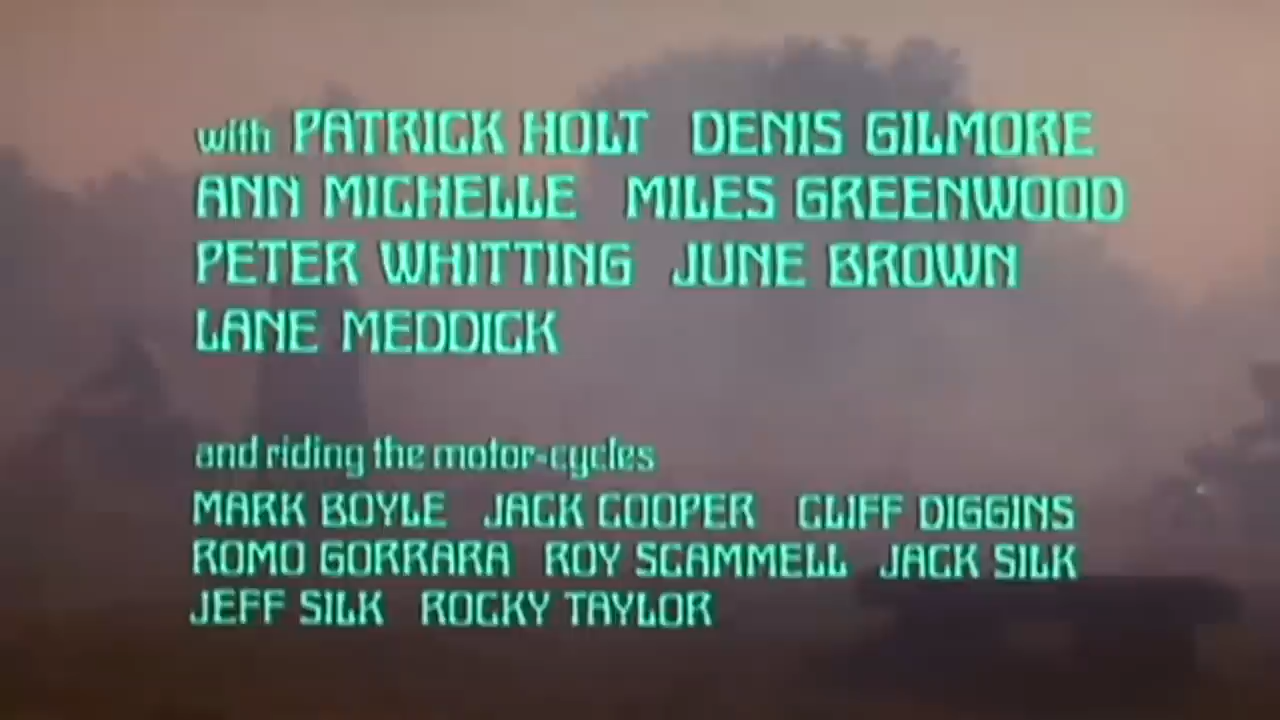 with PATRICK HOLT DENIS GILMORE
ANN MICHELLE MILES GREENWOOD
PETER WHITTING JUNE BROWN
LANE MEDDICK
and riding the motor-cycles
MARK BOYLE JACK COOPER CLIFF DIGGINS
ROMO GORRARA ROY SCAMMELL JACK SILK
JEFF SILK ROCKY TAYLOR